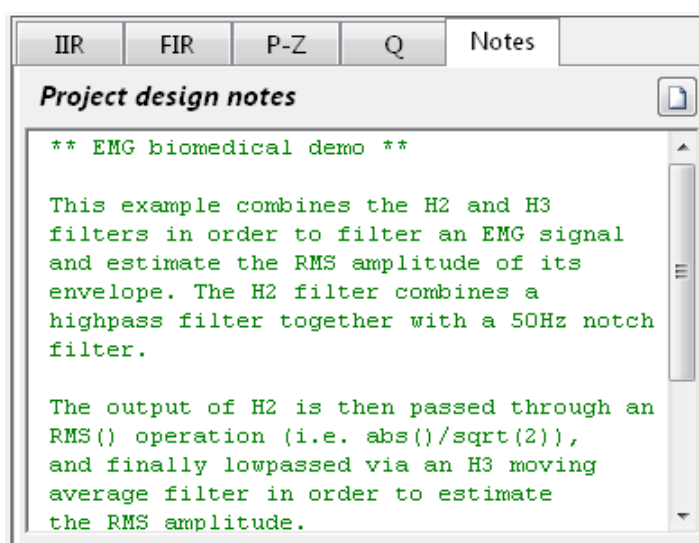 IIR FIR P-Z Q Notes
Project design notes
** EMG biomedical demo **
This example combines the H2 and H3
filters in order to filter an EMG signal
and estimate the RMS amplitude of its
envelope. The H2 filter combines a
highpass filter together with a 50Hz notch
filter.
The output of H2 is then passed through an
RMS() operation (i.e. abs()/sqrt(2)),
and finally lowpassed via an H3 moving
average filter in order to estimate
the RMS amplitude.